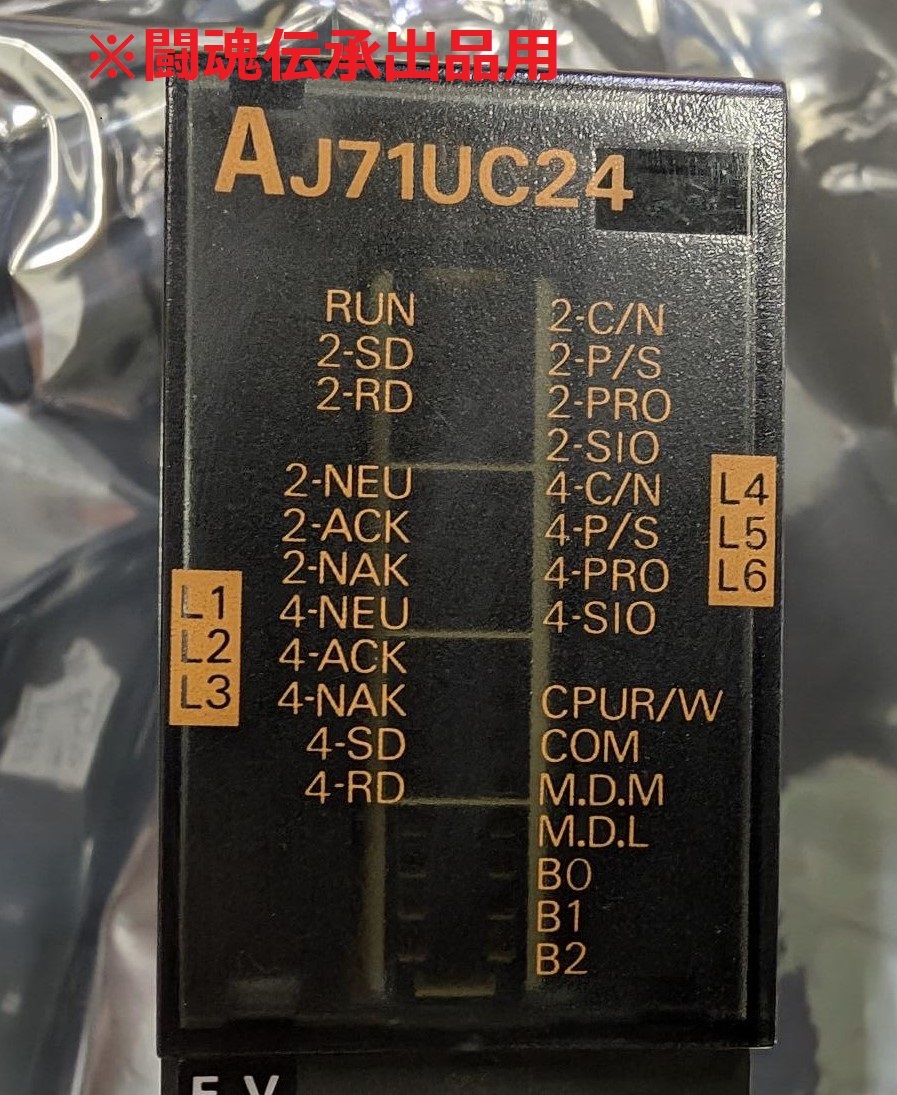 ※闘魂伝承出品用
AJ71UC24
RUN
2-SD
2-RD
2-NEU
2-ACK
2-NAK
4-NEU
4-ACK
4-NAK
4-SD
4-RD
L1
L2
L3
2-C/N
2-P/S
2-PRO
2-SIO
4-C/N
4-P/S
4-PRO
4-SIO
CPUR/W
COM
M.D.M
M.D.L
B0
B1
B2
L4
L5
L6